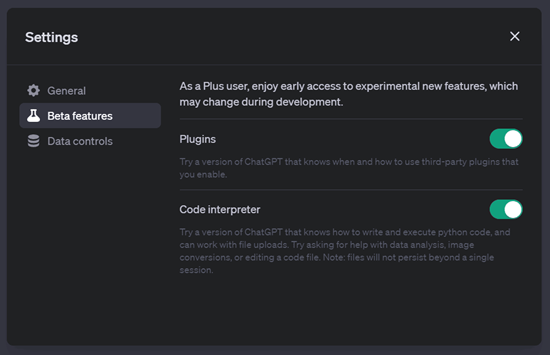 Settings
General
Beta features
Data controls
As a Plus user, enjoy early access to experimental new features, which
may change during development.
Plugins
Try a version of ChatGPT that knows when and how to use third-party plugins that
you enable.
Code interpreter
Try a version of ChatGPT that knows how to write and execute python code, and
can work with file uploads. Try asking for help with data analysis, image
conversions, or editing a code file. Note: files will not persist beyond a single
session.